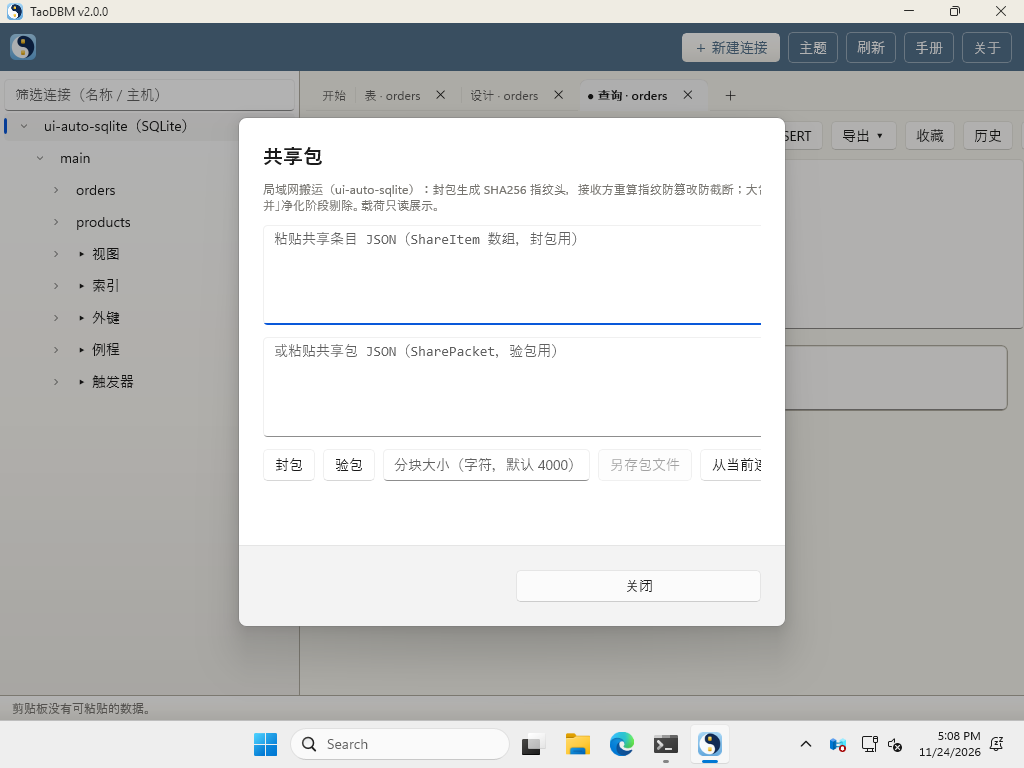 TaoDBM v2.0.0
+ 新建连接
主题
刷新
手册
关于
筛选连接（名称 / 主机）
开始
表 · orders
设计 · orders
• 查询 · orders
ui-auto-sqlite（SQLite）
main
orders
products
视图
索引
外键
例程
触发器
SERT
导出
收藏
历史
共享包
局域网搬运（ui-auto-sqlite）：封包生成 SHA256 指纹头，接收方重算指纹防篡改防截断；大
并」净化阶段剔除。载荷只读展示。
粘贴共享条目 JSON（ShareItem 数组，封包用）
或粘贴共享包 JSON（SharePacket，验包用）
封包
验包
分块大小（字符，默认 4000）
另存包文件
从当前
关闭
剪贴板没有可粘贴的数据。
Search
5:08 PM
11/24/2026